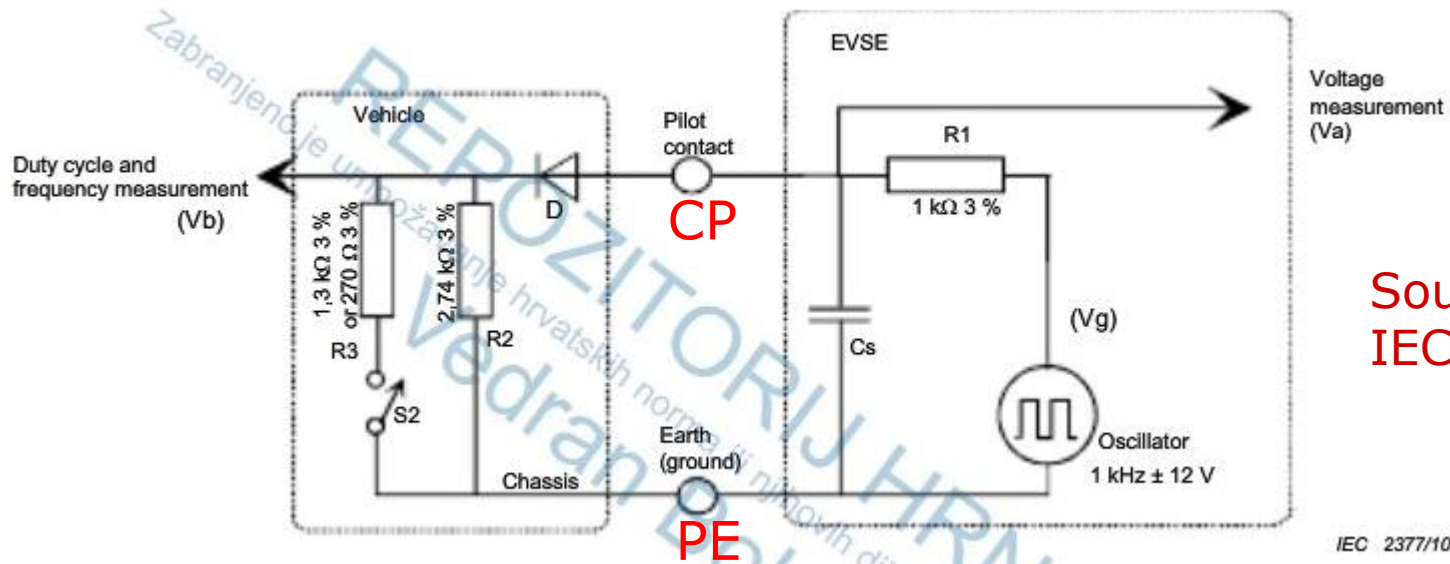 EVSE
Voltage
measurement
(Va)
Vehicle
Pilot
contact
R1
Duty cycle and
frequency measurement
(Vb)
D
CP
1 kΩ 3 %
1,3 kΩ 3 %
or 270 Ω 3 %
2,74 kΩ 3 %
R3
R2
S2
Cs
(Vg)
Sou
IEC
Earth
(ground)
Oscillator
1 kHz ± 12 V
Chassis
PE
IEC 2377/10
Zabranjeno je umnožavanje hrvatskih norma ili njihovih
REPOZITORIJ HRN
Vedran